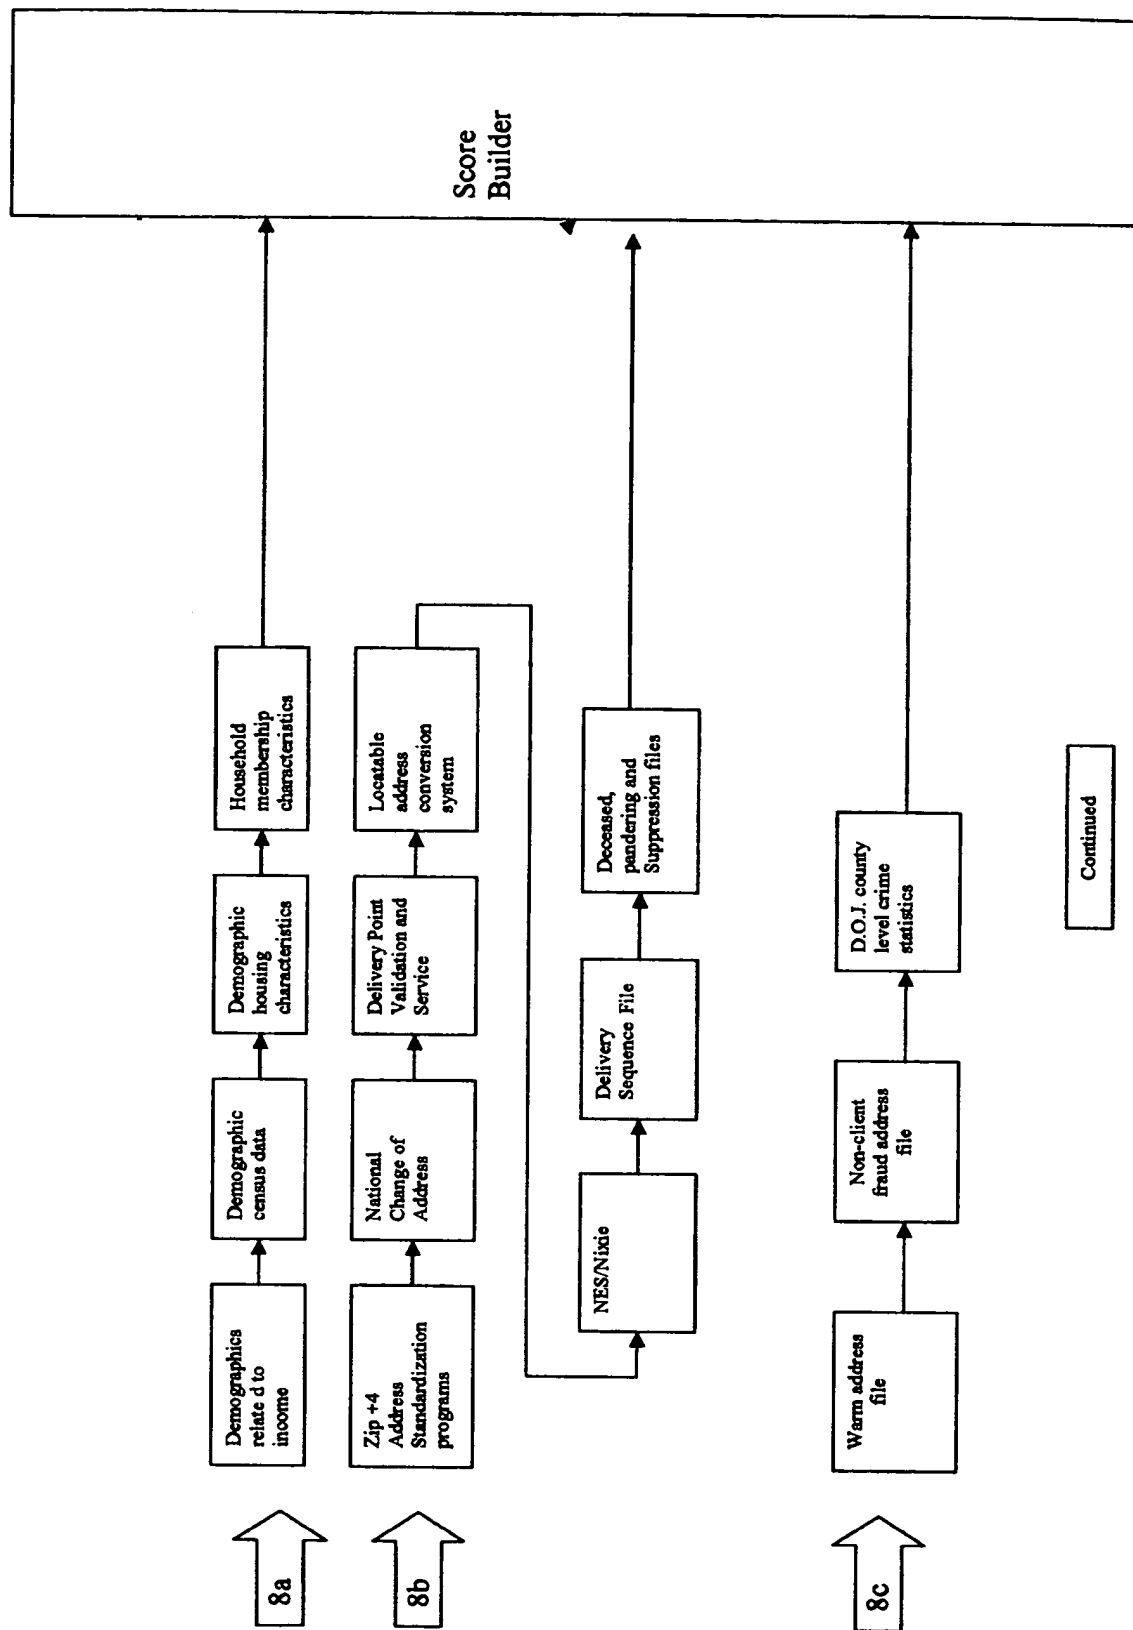 8a
Demographics
relate d to
income
Demographic
census data
Demographic
housing
characteristics
Household
membership
characteristics
8b
Zip +4
Address
Standardization
programs
National
Change of
Address
Delivery Point
Validation and
Service
Locatable
address
conversion
system
NES/Nixie
Delivery
Sequence File
Deceased,
pandering and
Suppression files
8c
Warm address
file
Non-client
fraud address
file
D.O.J. county
level crime
statistics
Score
Builder
Continued